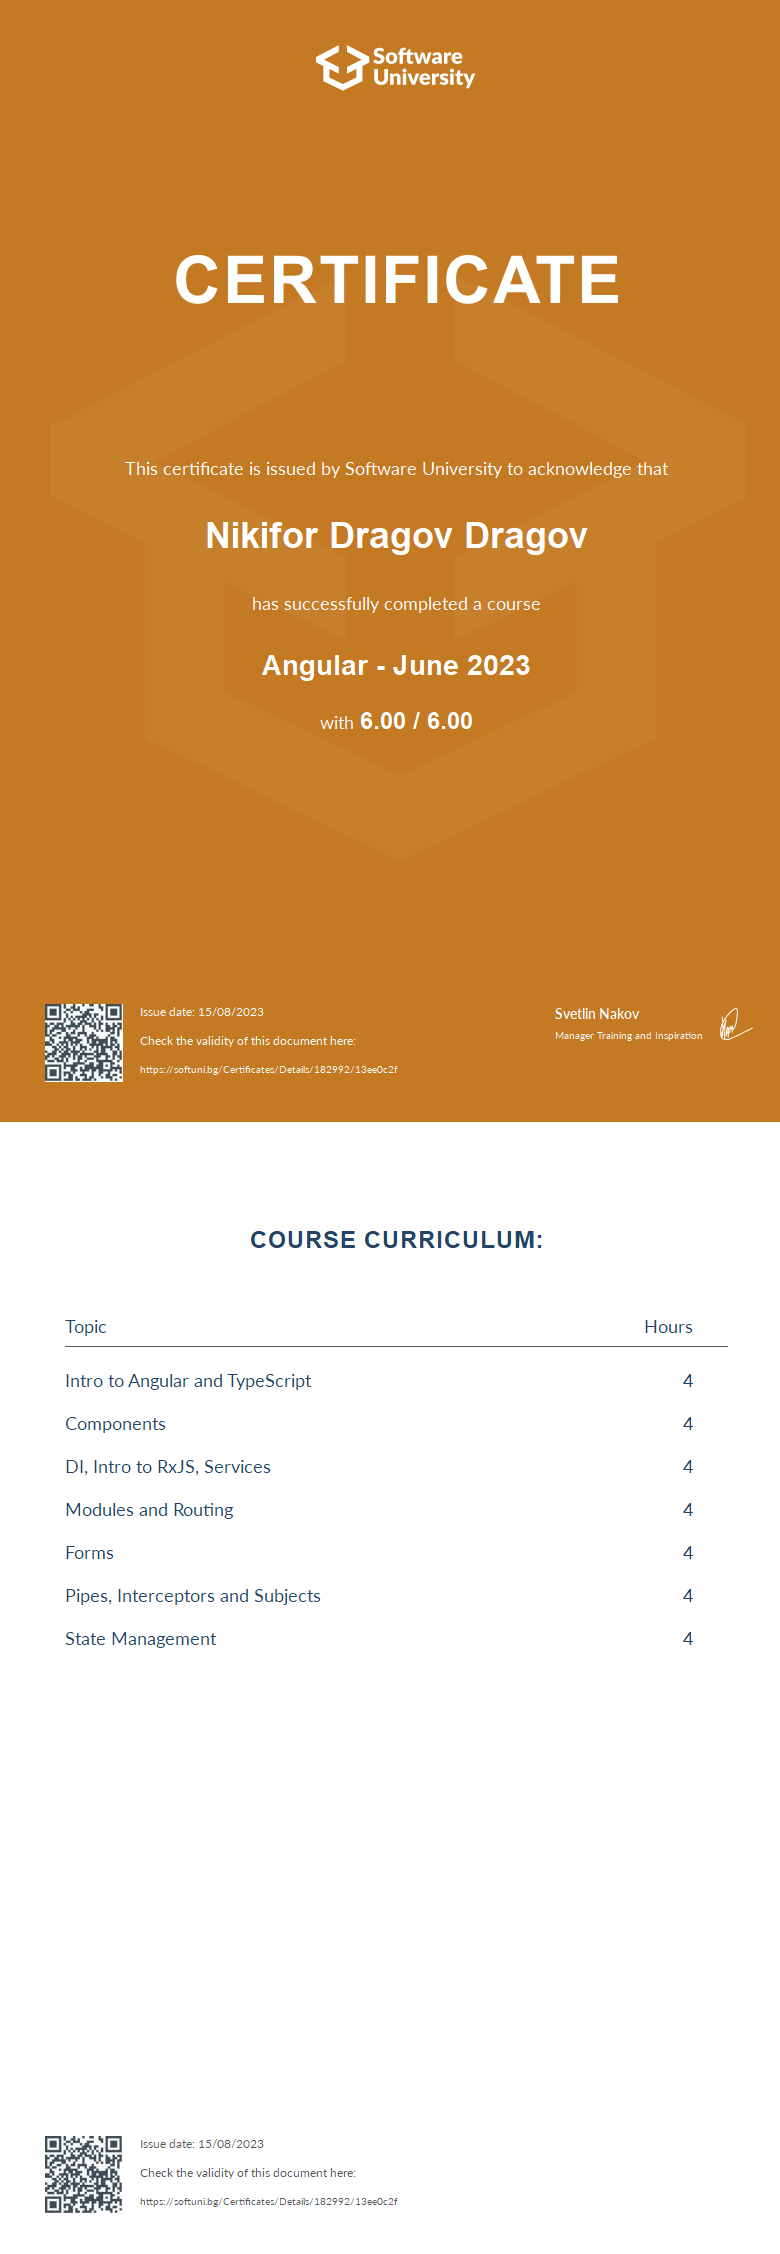 Software
University
CERTIFICATE
This certificate is issued by Software University to acknowledge that
Nikifor Dragov Dragov
has successfully completed a course
Angular - June 2023
with 6.00 / 6.00
Issue date: 15/08/2023
Check the validity of this document here:
https://softuni.bg/Certificates/Details/182992/13ee0c2f
Svetlin Nakov
Manager Training and Inspiration
COURSE CURRICULUM:
Topic Hours
Intro to Angular and TypeScript 4
Components 4
DI, Intro to RxJS, Services 4
Modules and Routing 4
Forms 4
Pipes, Interceptors and Subjects 4
State Management 4
Issue date: 15/08/2023
Check the validity of this document here:
https://softuni.bg/Certificates/Details/182992/13ee0c2f